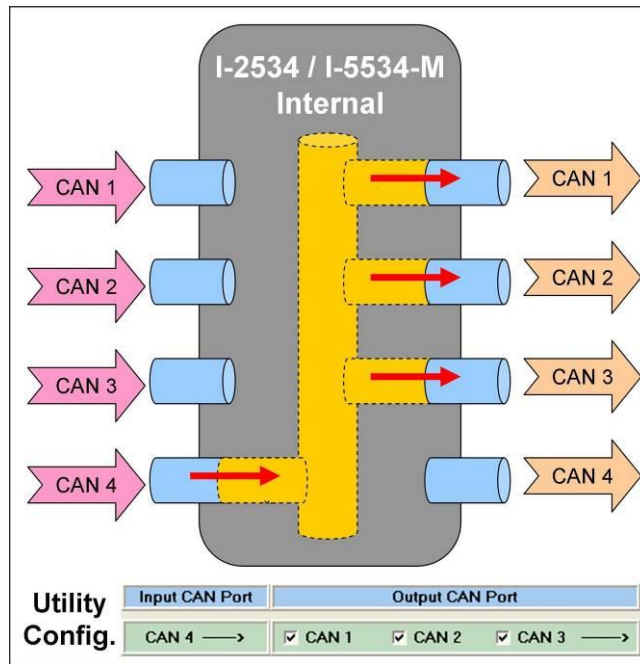 I-2534 / I-5534-M
Internal
CAN 1
CAN 1
CAN 2
CAN 2
CAN 3
CAN 3
CAN 4
CAN 4
Utility
Config.
Input CAN Port
Output CAN Port
CAN 4
CAN 1
CAN 2
CAN 3